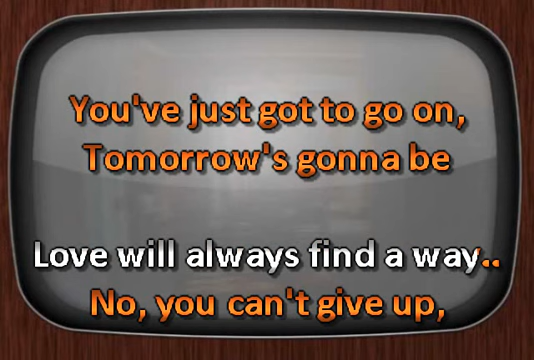 You've just got to go on,
Tomorrow's gonna be
Love will always find a way..
No, you can't give up,